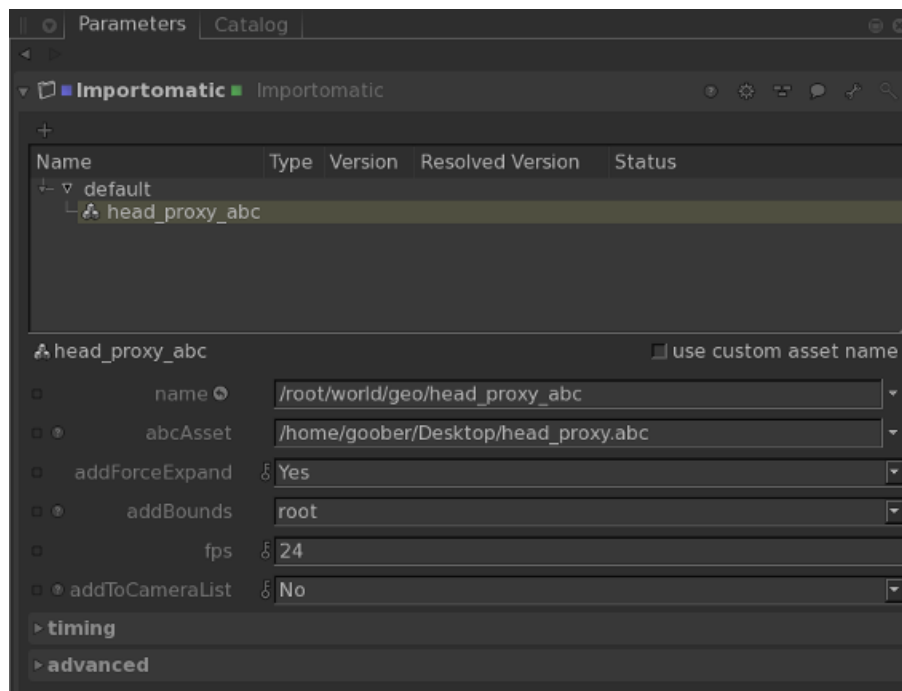 Parameters Catalog
Importomatic Importomatic
+
Name Type Version Resolved Version Status
default
head_proxy_abc
head_proxy_abc use custom asset name
name /root/world/geo/head_proxy_abc
abcAsset /home/goober/Desktop/head_proxy.abc
addForceExpand Yes
addBounds root
fps 24
addToCameraList No
timing
advanced